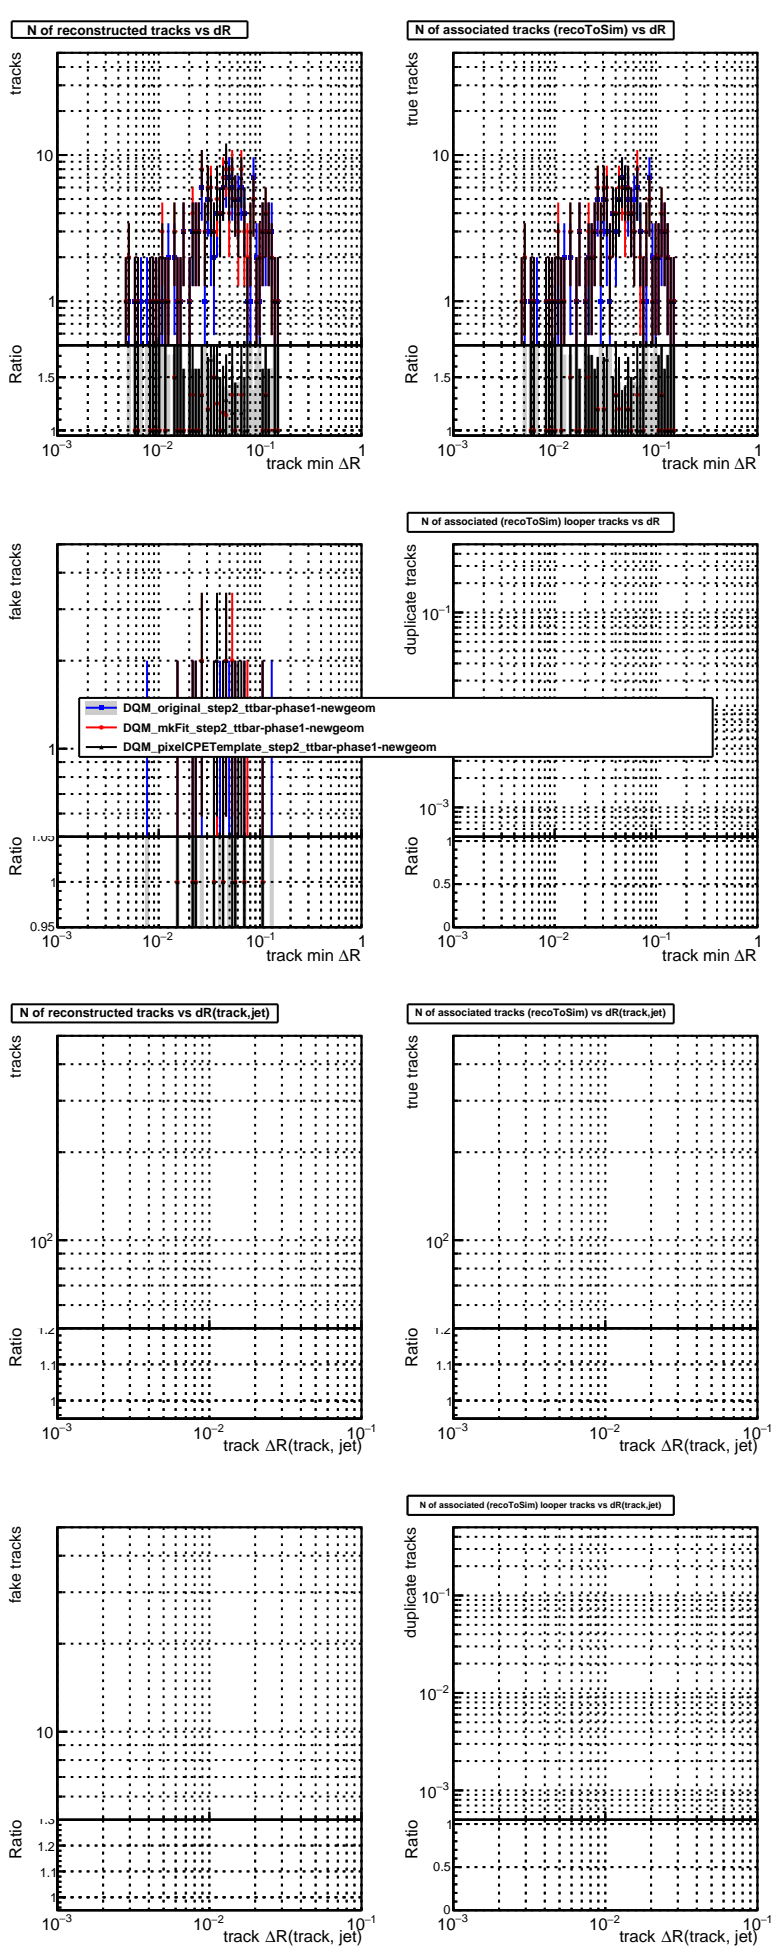 N of reconstructed tracks vs dR
tracks
10
1
Ratio
1.5
1
10−3
10−2
10−1
1
track min ΔR
N of associated tracks (recoToSim) vs dR
true tracks
10
1
Ratio
1.5
1
10−3
10−2
10−1
1
track min ΔR
fake tracks
1
Ratio
1.05
1
0.95
10−3
10−2
10−1
1
track min ΔR
N of associated (recoToSim) looper tracks vs dR
duplicate tracks
10−1
10−3
Ratio
1
0.5
0
10−3
10−2
10−1
1
track min ΔR
DQM_original_step2_ttbar-phase1-newgeom
DQM_mkFit_step2_ttbar-phase1-newgeom
DQM_pixelCPETemplate_step2_ttbar-phase1-newgeom
N of reconstructed tracks vs dR(track,jet)
tracks
102
Ratio
1.2
1.1
1
10−3
10−2
10−1
track ΔR(track, jet)
N of associated tracks (recoToSim) vs dR(track,jet)
true tracks
102
Ratio
1.2
1.1
1
10−3
10−2
10−1
track ΔR(track, jet)
fake tracks
10
Ratio
1.3
1.2
1.1
1
10−3
10−2
10−1
track ΔR(track, jet)
N of associated (recoToSim) looper tracks vs dR(track,jet)
duplicate tracks
10−1
10−2
10−3
Ratio
1
0.5
0
10−3
10−2
10−1
track ΔR(track, jet)